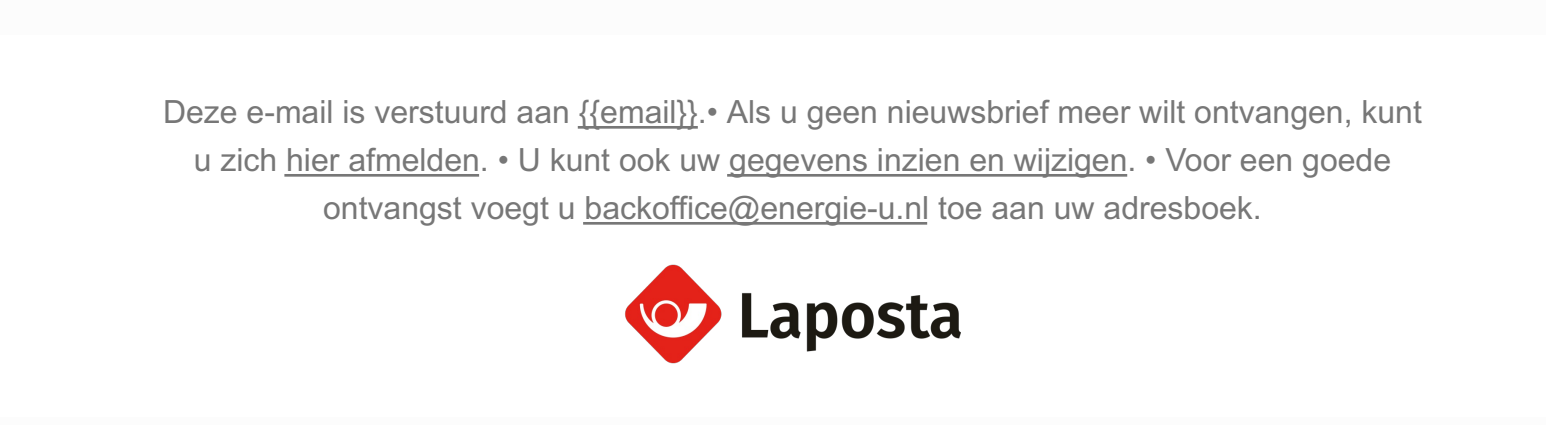 Deze e-mail is verstuurd aan {{email}}.• Als u geen nieuwsbrief meer wilt ontvangen, kunt
u zich hier afmelden. • U kunt ook uw gegevens inzien en wijzigen. • Voor een goede
ontvangst voegt u backoffice@energie-u.nl toe aan uw adresboek.
Laposta